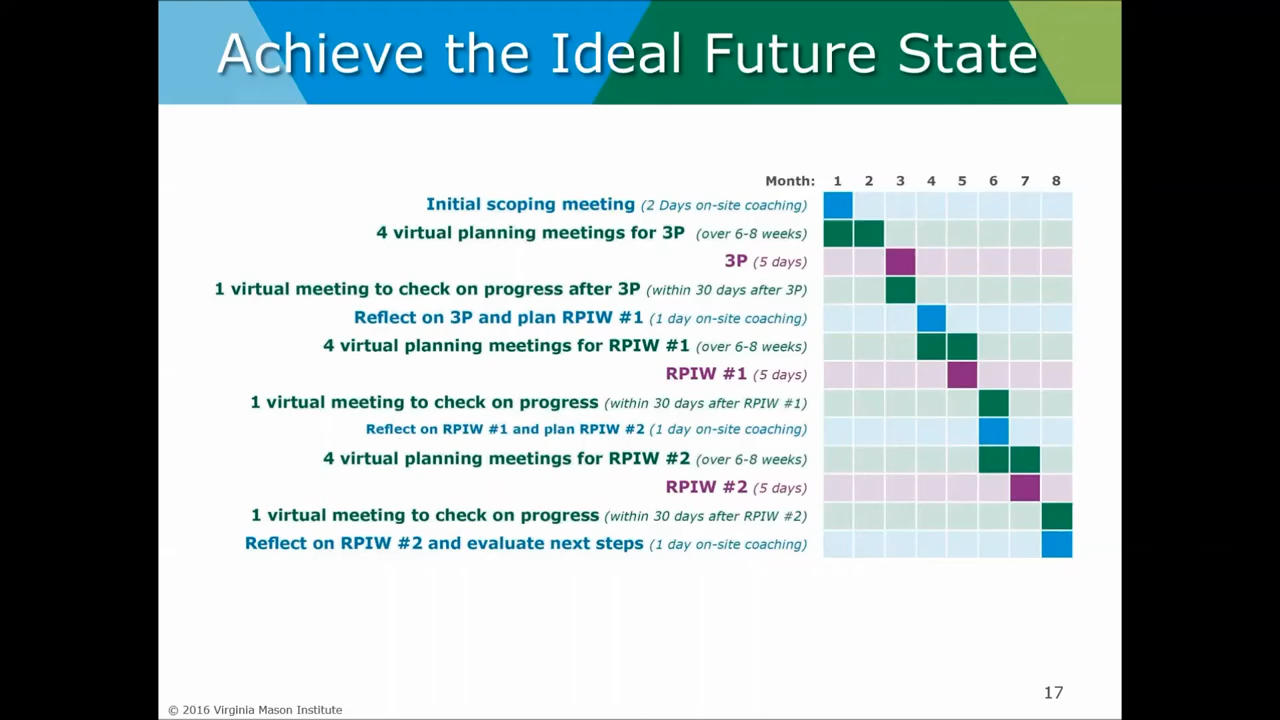 Achieve the Ideal Future State
Month: 1 2 3 4 5 6 7 8
Initial scoping meeting (2 Days on-site coaching)
4 virtual planning meetings for 3P (over 6-8 weeks)
3P (5 days)
1 virtual meeting to check on progress after 3P (within 30 days after 3P)
Reflect on 3P and plan RPIW #1 (1 day on-site coaching)
4 virtual planning meetings for RPIW #1 (over 6-8 weeks)
RPIW #1 (5 days)
1 virtual meeting to check on progress (within 30 days after RPIW #1)
Reflect on RPIW #1 and plan RPIW #2 (1 day on-site coaching)
4 virtual planning meetings for RPIW #2 (over 6-8 weeks)
RPIW #2 (5 days)
1 virtual meeting to check on progress (within 30 days after RPIW #2)
Reflect on RPIW #2 and evaluate next steps (1 day on-site coaching)
17
© 2016 Virginia Mason Institute